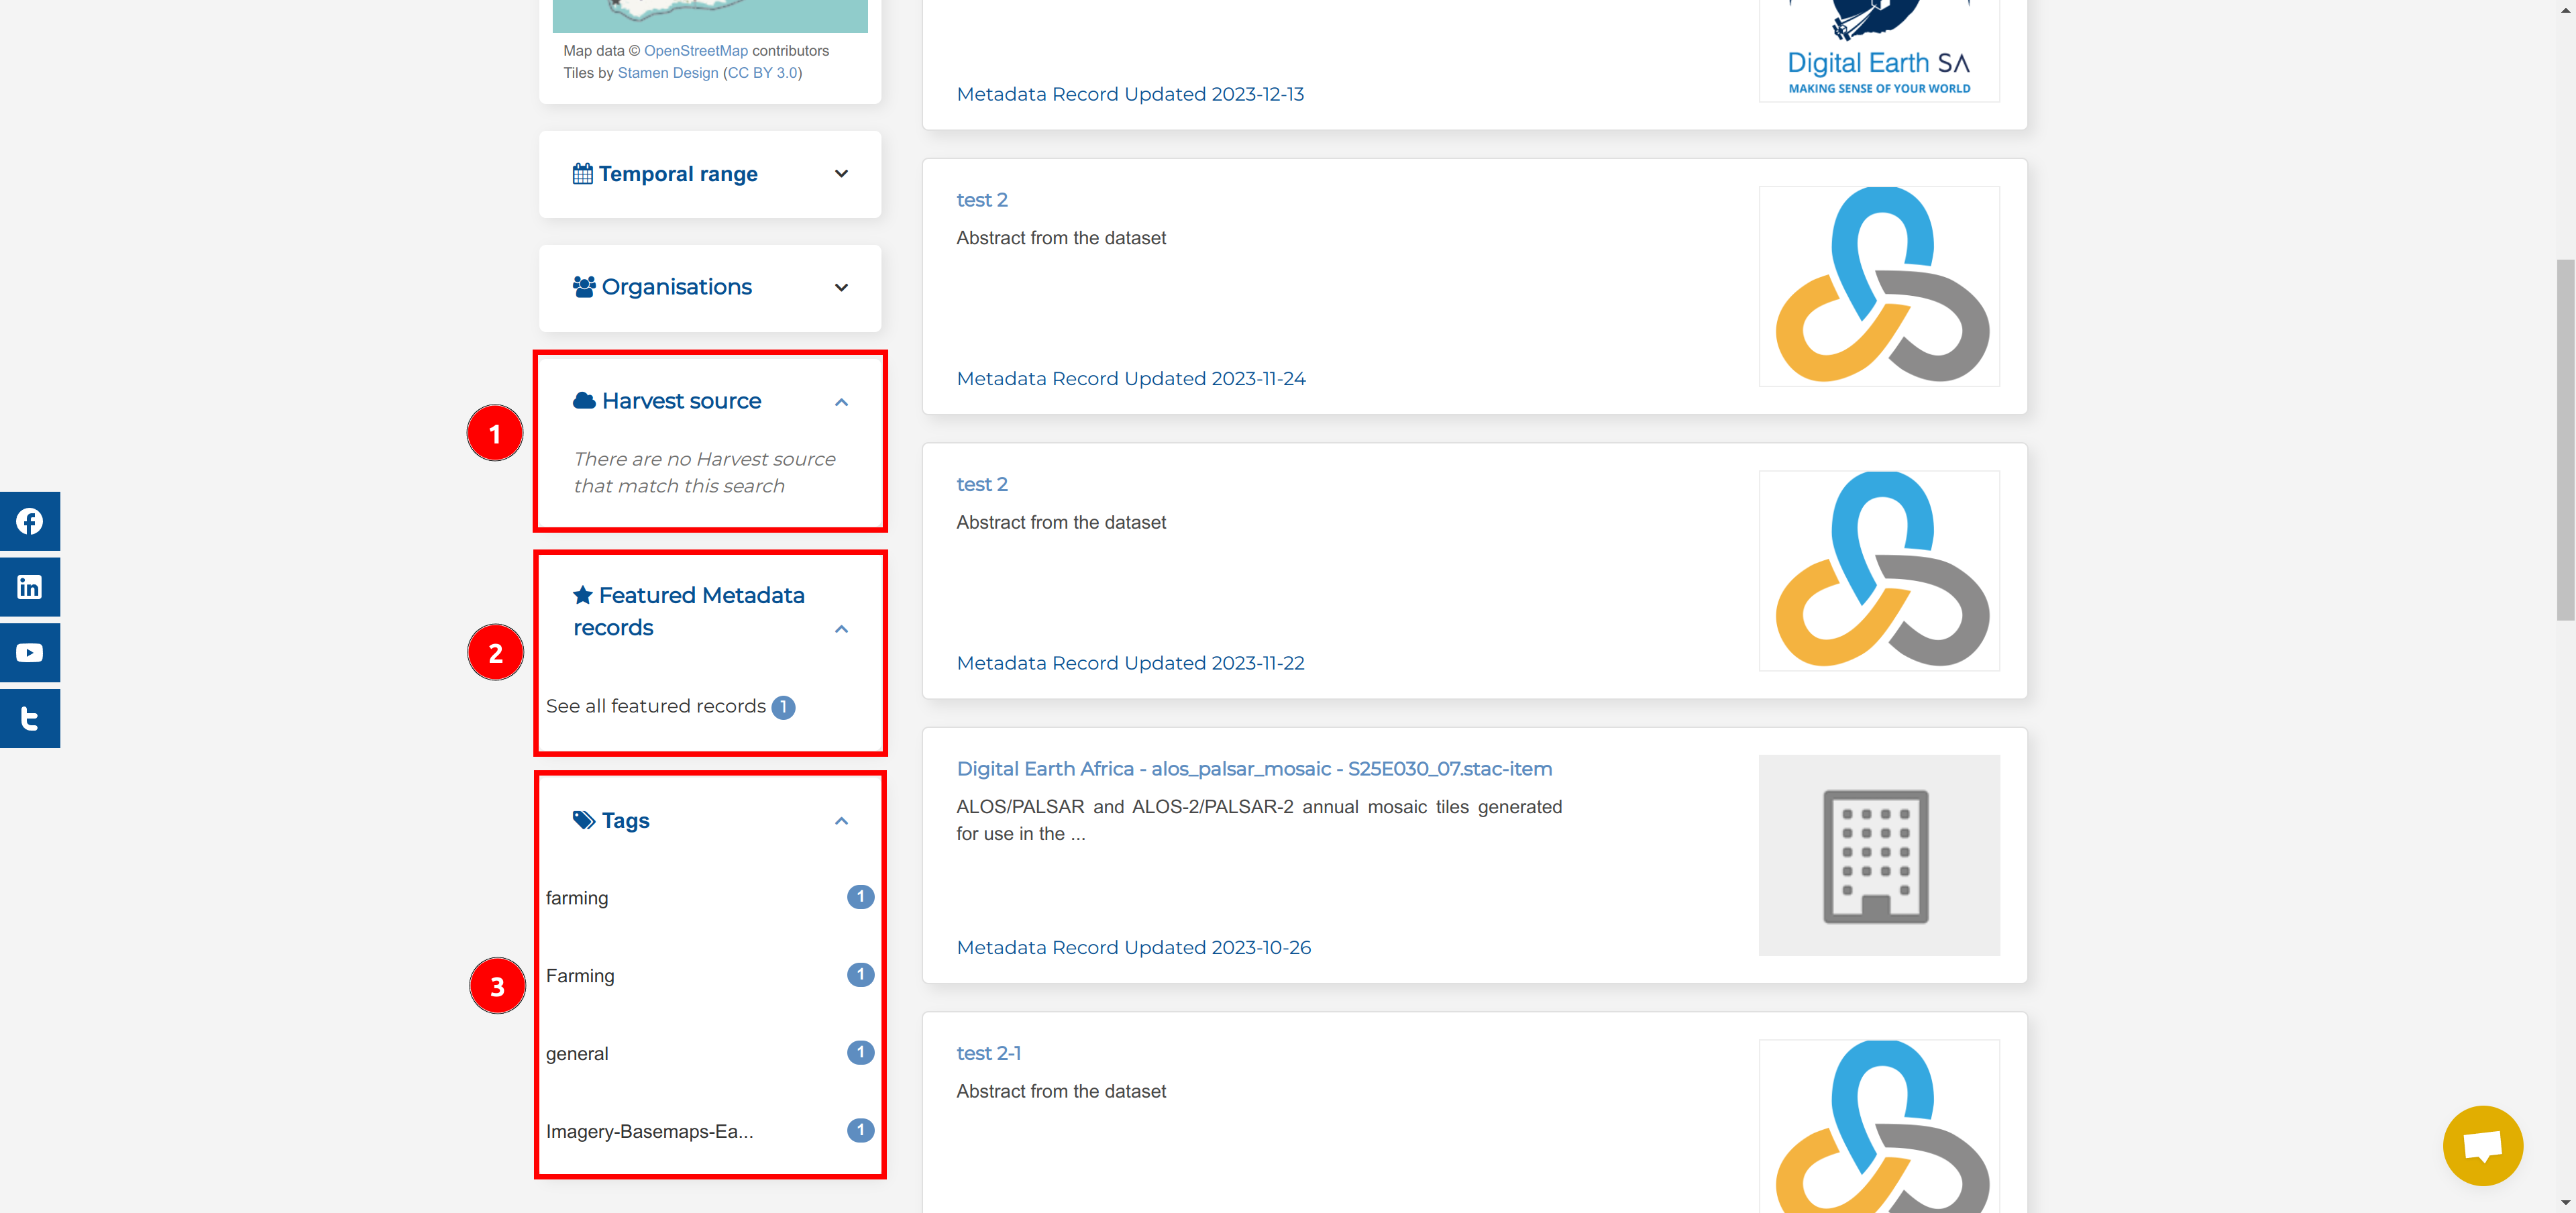 Map data © OpenStreetMap contributors
Tiles by Stamen Design (CC BY 3.0)
Temporal range
Organisations
1
Harvest source
There are no Harvest source
that match this search
2
Featured Metadata
records
See all featured records 1
3
Tags
farming 1
Farming 1
general 1
Imagery-Basemaps-Ea... 1
Digital Earth SΛ
MAKING SENSE OF YOUR WORLD
Metadata Record Updated 2023-12-13
test 2
Abstract from the dataset
Metadata Record Updated 2023-11-24
test 2
Abstract from the dataset
Metadata Record Updated 2023-11-22
Digital Earth Africa - alos_palsar_mosaic - S25E030_07.stac-item
ALOS/PALSAR and ALOS-2/PALSAR-2 annual mosaic tiles generated
for use in the ...
Metadata Record Updated 2023-10-26
test 2-1
Abstract from the dataset